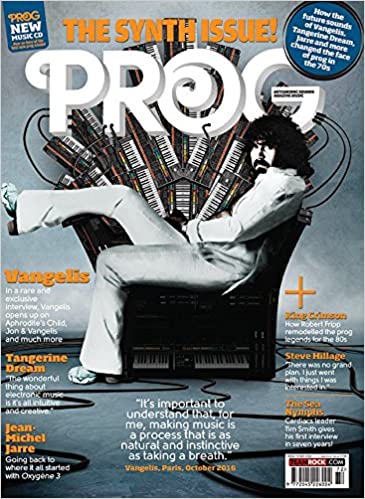 PROG
NEW
MUSIC CD
THE SYNTH ISSUE!
How the
future sounds
of Vangelis,
Tangerine Dream,
Jarre and more
changed the
face of prog in
the 70s
PROG
Vangelis
In a rare and
exclusive
interview, Vangelis
opens up on
Aphrodite's Child,
Jon & Vangelis
and much more
Tangerine
Dream
"The wonderful
thing about
electronic music
is it's all intuitive
and creative."
Jean-
Michel
Jarre
Going back to
where it all started
with Oxygène 3
"It's important to
understand that, for
me, making music is
a process that is as
natural and instinctive
as taking a breath."
Vangelis, Paris, October 2016
+
King Crimson
How Robert Fripp
remodelled the prog
legends for the 80s
Steve Hillage
"There was no grand
plan. I just went
with things I was
interested in."
The Sea
Nymphs
Cardiacs leader
Tim Smith gives his
first interview
in seven years!
TEAMROCK.COM